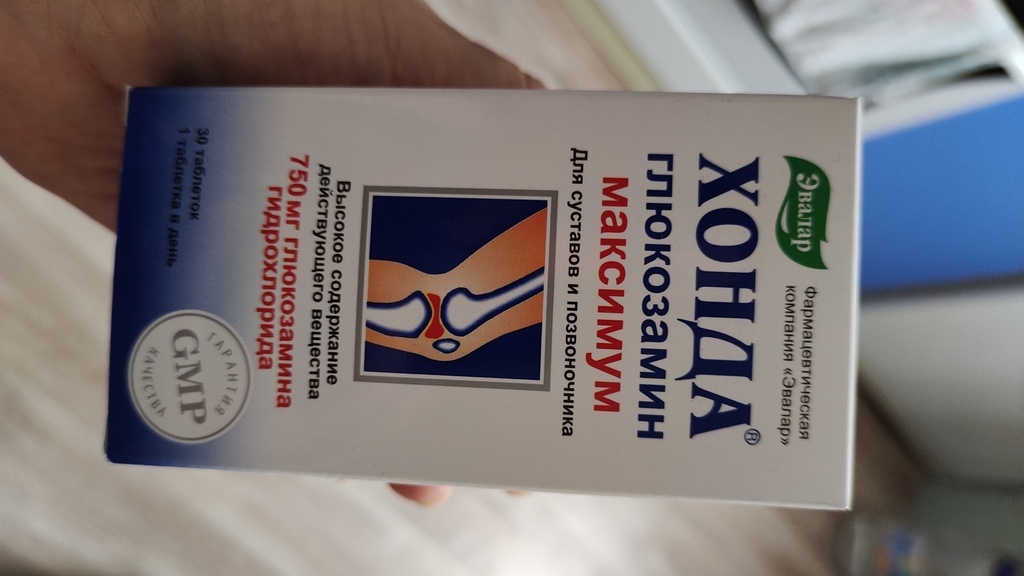 Эвалар
Фармацевтическая
компания «Эвалар»
ХОНДА®
глюкозамин
максимум
Для суставов и позвоночника
Высокое содержание
действующего вещества
750 мг глюкозамина
гидрохлорида
30 таблеток
1 таблетка в день
ГАРАНТИЯ
GMP
КАЧЕСТВА